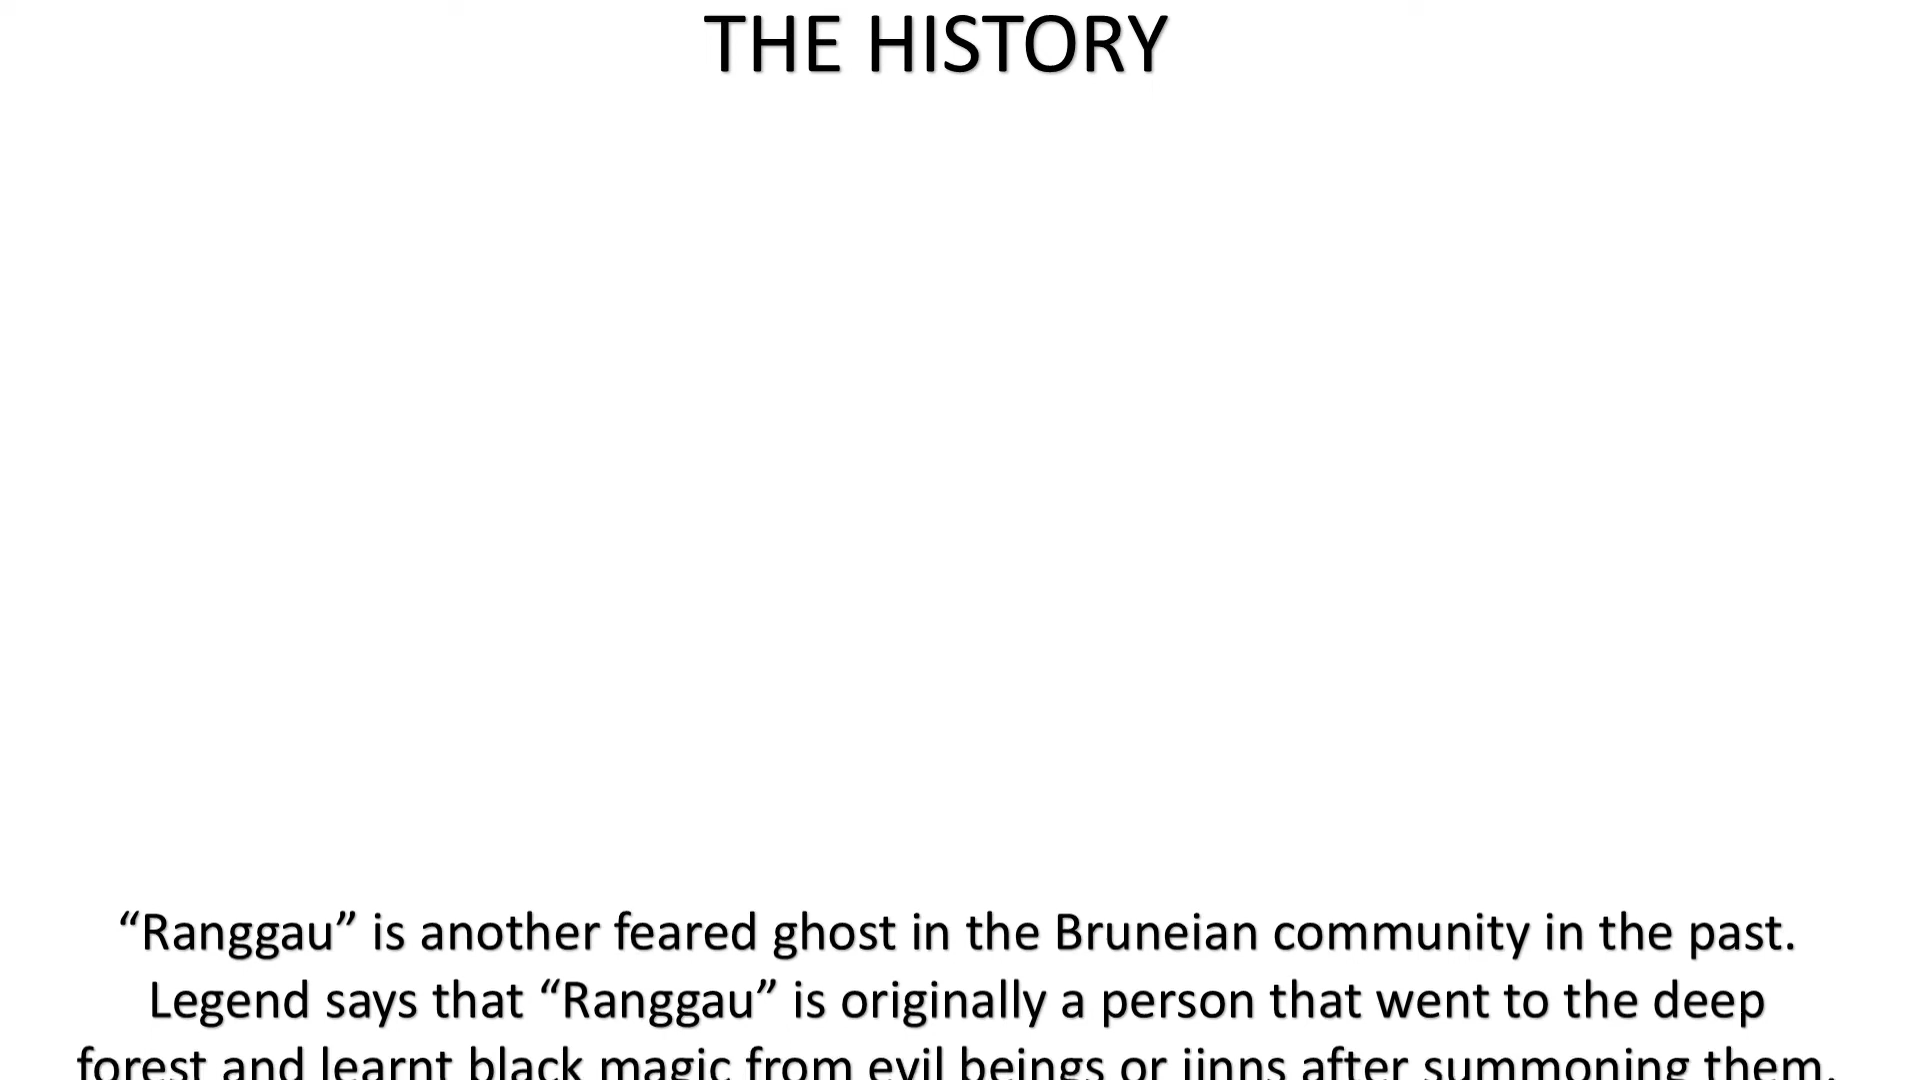 THE HISTORY
“Ranggau” is another feared ghost in the Bruneian community in the past.
Legend says that “Ranggau” is originally a person that went to the deep
forest and learnt black magic from evil beings or jinns after summoning them.